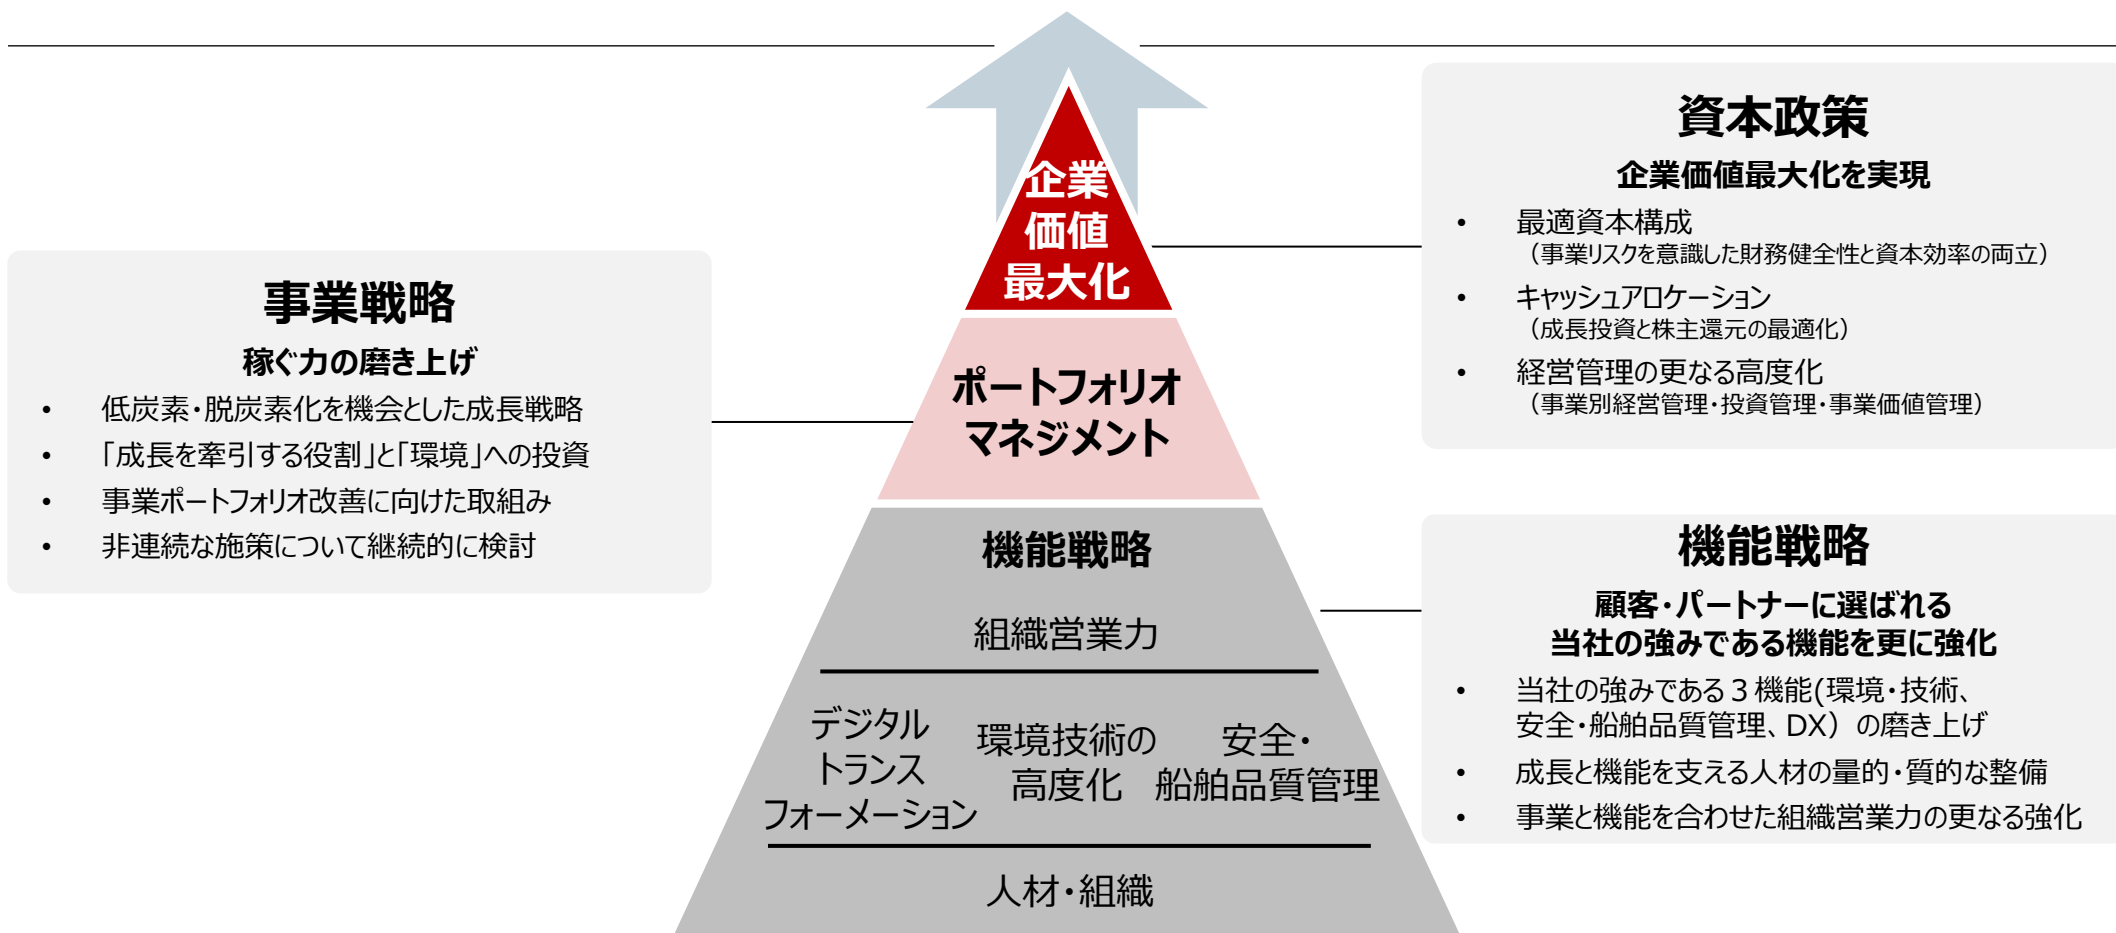 企業
価値
最大化
ポートフォリオ
マネジメント
機能戦略
組織営業力
デジタル
トランス
フォーメーション
環境技術の
高度化
安全・
船舶品質管理
人材・組織
事業戦略
稼ぐ力の磨き上げ
• 低炭素・脱炭素化を機会とした成長戦略
• 「成長を牽引する役割」と「環境」への投資
• 事業ポートフォリオ改善に向けた取組み
• 非連続な施策について継続的に検討
資本政策
企業価値最大化を実現
• 最適資本構成
（事業リスクを意識した財務健全性と資本効率の両立）
• キャッシュアロケーション
（成長投資と株主還元の最適化）
• 経営管理の更なる高度化
（事業別経営管理・投資管理・事業価値管理）
機能戦略
顧客・パートナーに選ばれる
当社の強みである機能を更に強化
• 当社の強みである３機能(環境・技術、
安全・船舶品質管理、DX）の磨き上げ
• 成長と機能を支える人材の量的・質的な整備
• 事業と機能を合わせた組織営業力の更なる強化